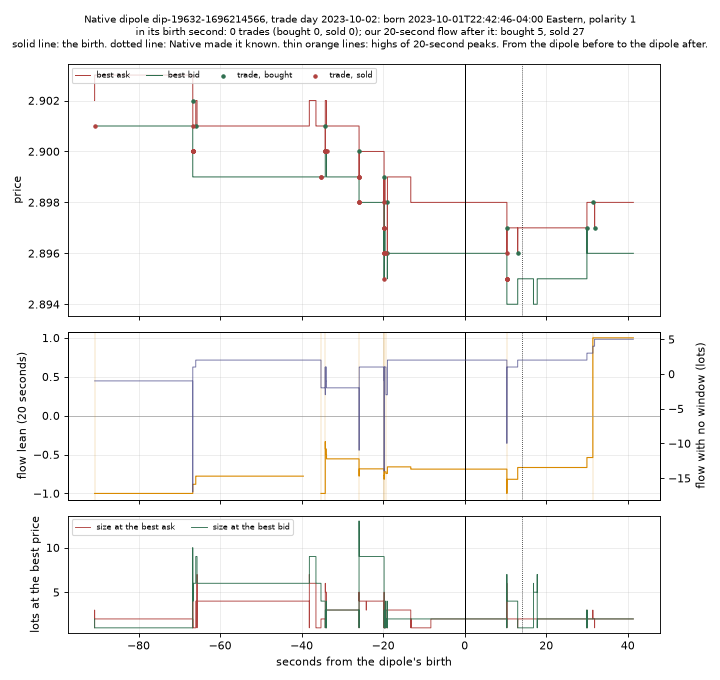 Native dipole dip-19632-1696214566, trade day 2023-10-02: born 2023-10-01T22:42:46-04:00 Eastern, polarity 1
in its birth second: 0 trades (bought 0, sold 0); our 20-second flow after it: bought 5, sold 27
solid line: the birth. dotted line: Native made it known. thin orange lines: highs of 20-second peaks. From the dipole before to the dipole after.
best ask
best bid
trade, bought
trade, sold
2.902
2.900
2.898
2.896
2.894
price
1.0
0.5
0.0
−0.5
−1.0
flow lean (20 seconds)
5
0
−5
−10
−15
flow with no window (lots)
size at the best ask
size at the best bid
10
5
lots at the best price
−80
−60
−40
−20
0
20
40
seconds from the dipole's birth